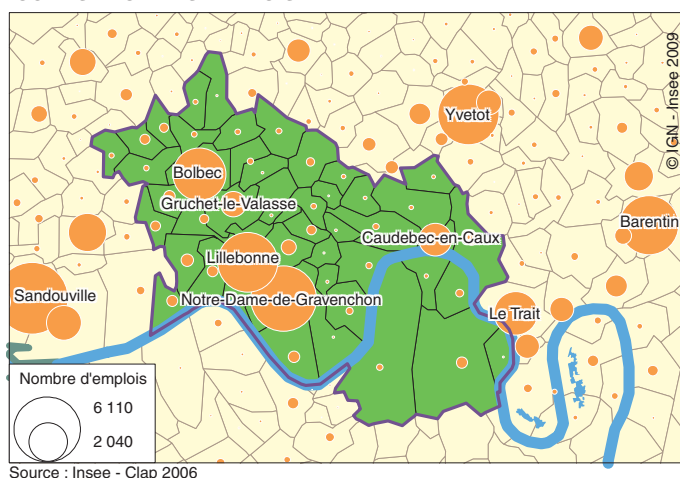 © IGN - Insee 2009
Yvetot
Bolbec
Gruchet-le-Valasse
Barentin
Caudebec-en-Caux
Lillebonne
Sandouville
Notre-Dame-de-Gravenchon
Le Trait
Nombre d'emplois
6 110
2 040
Source : Insee - Clap 2006